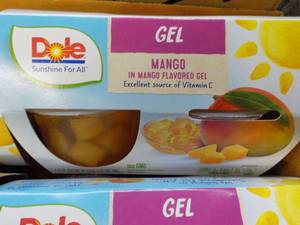 GEL
Dole
Sunshine For All
MANGO
IN MANGO FLAVORED GEL
Excellent source of Vitamin C
Dole
GEL